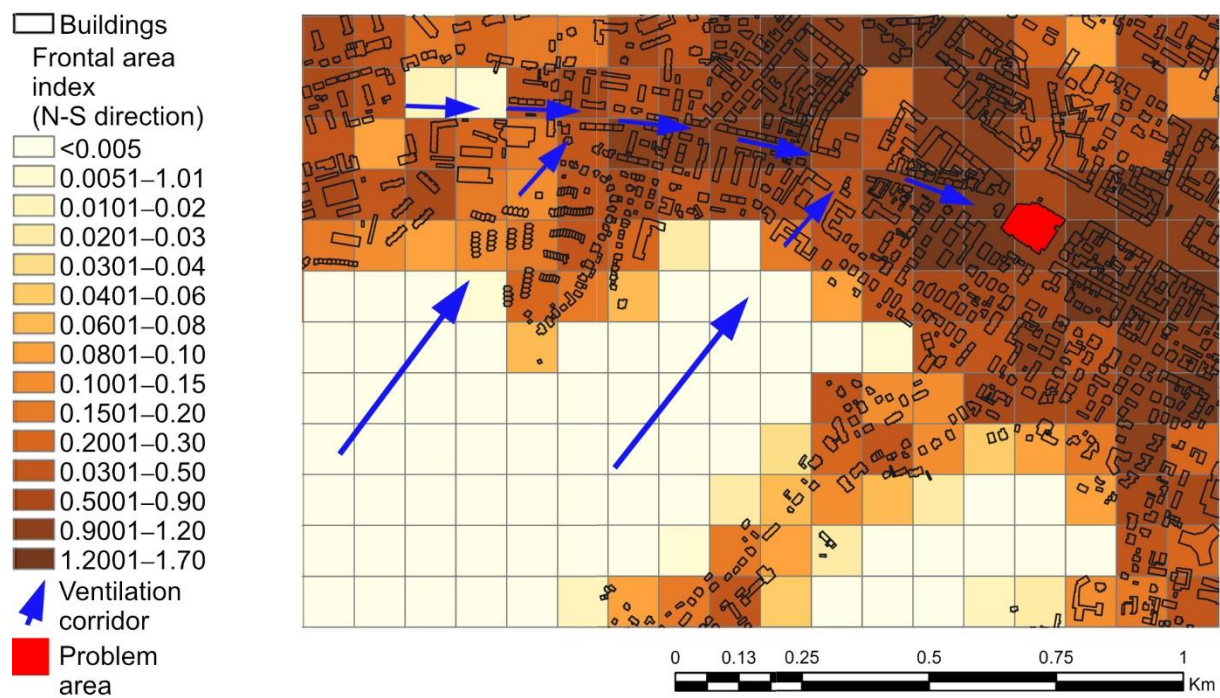 Buildings
Frontal area
index
(N-S direction)
<0.005
0.0051–1.01
0.0101–0.02
0.0201–0.03
0.0301–0.04
0.0401–0.06
0.0601–0.08
0.0801–0.10
0.1001–0.15
0.1501–0.20
0.2001–0.30
0.0301–0.50
0.5001–0.90
0.9001–1.20
1.2001–1.70
Ventilation
corridor
Problem
area
0 0.13 0.25 0.5 0.75 1
Km